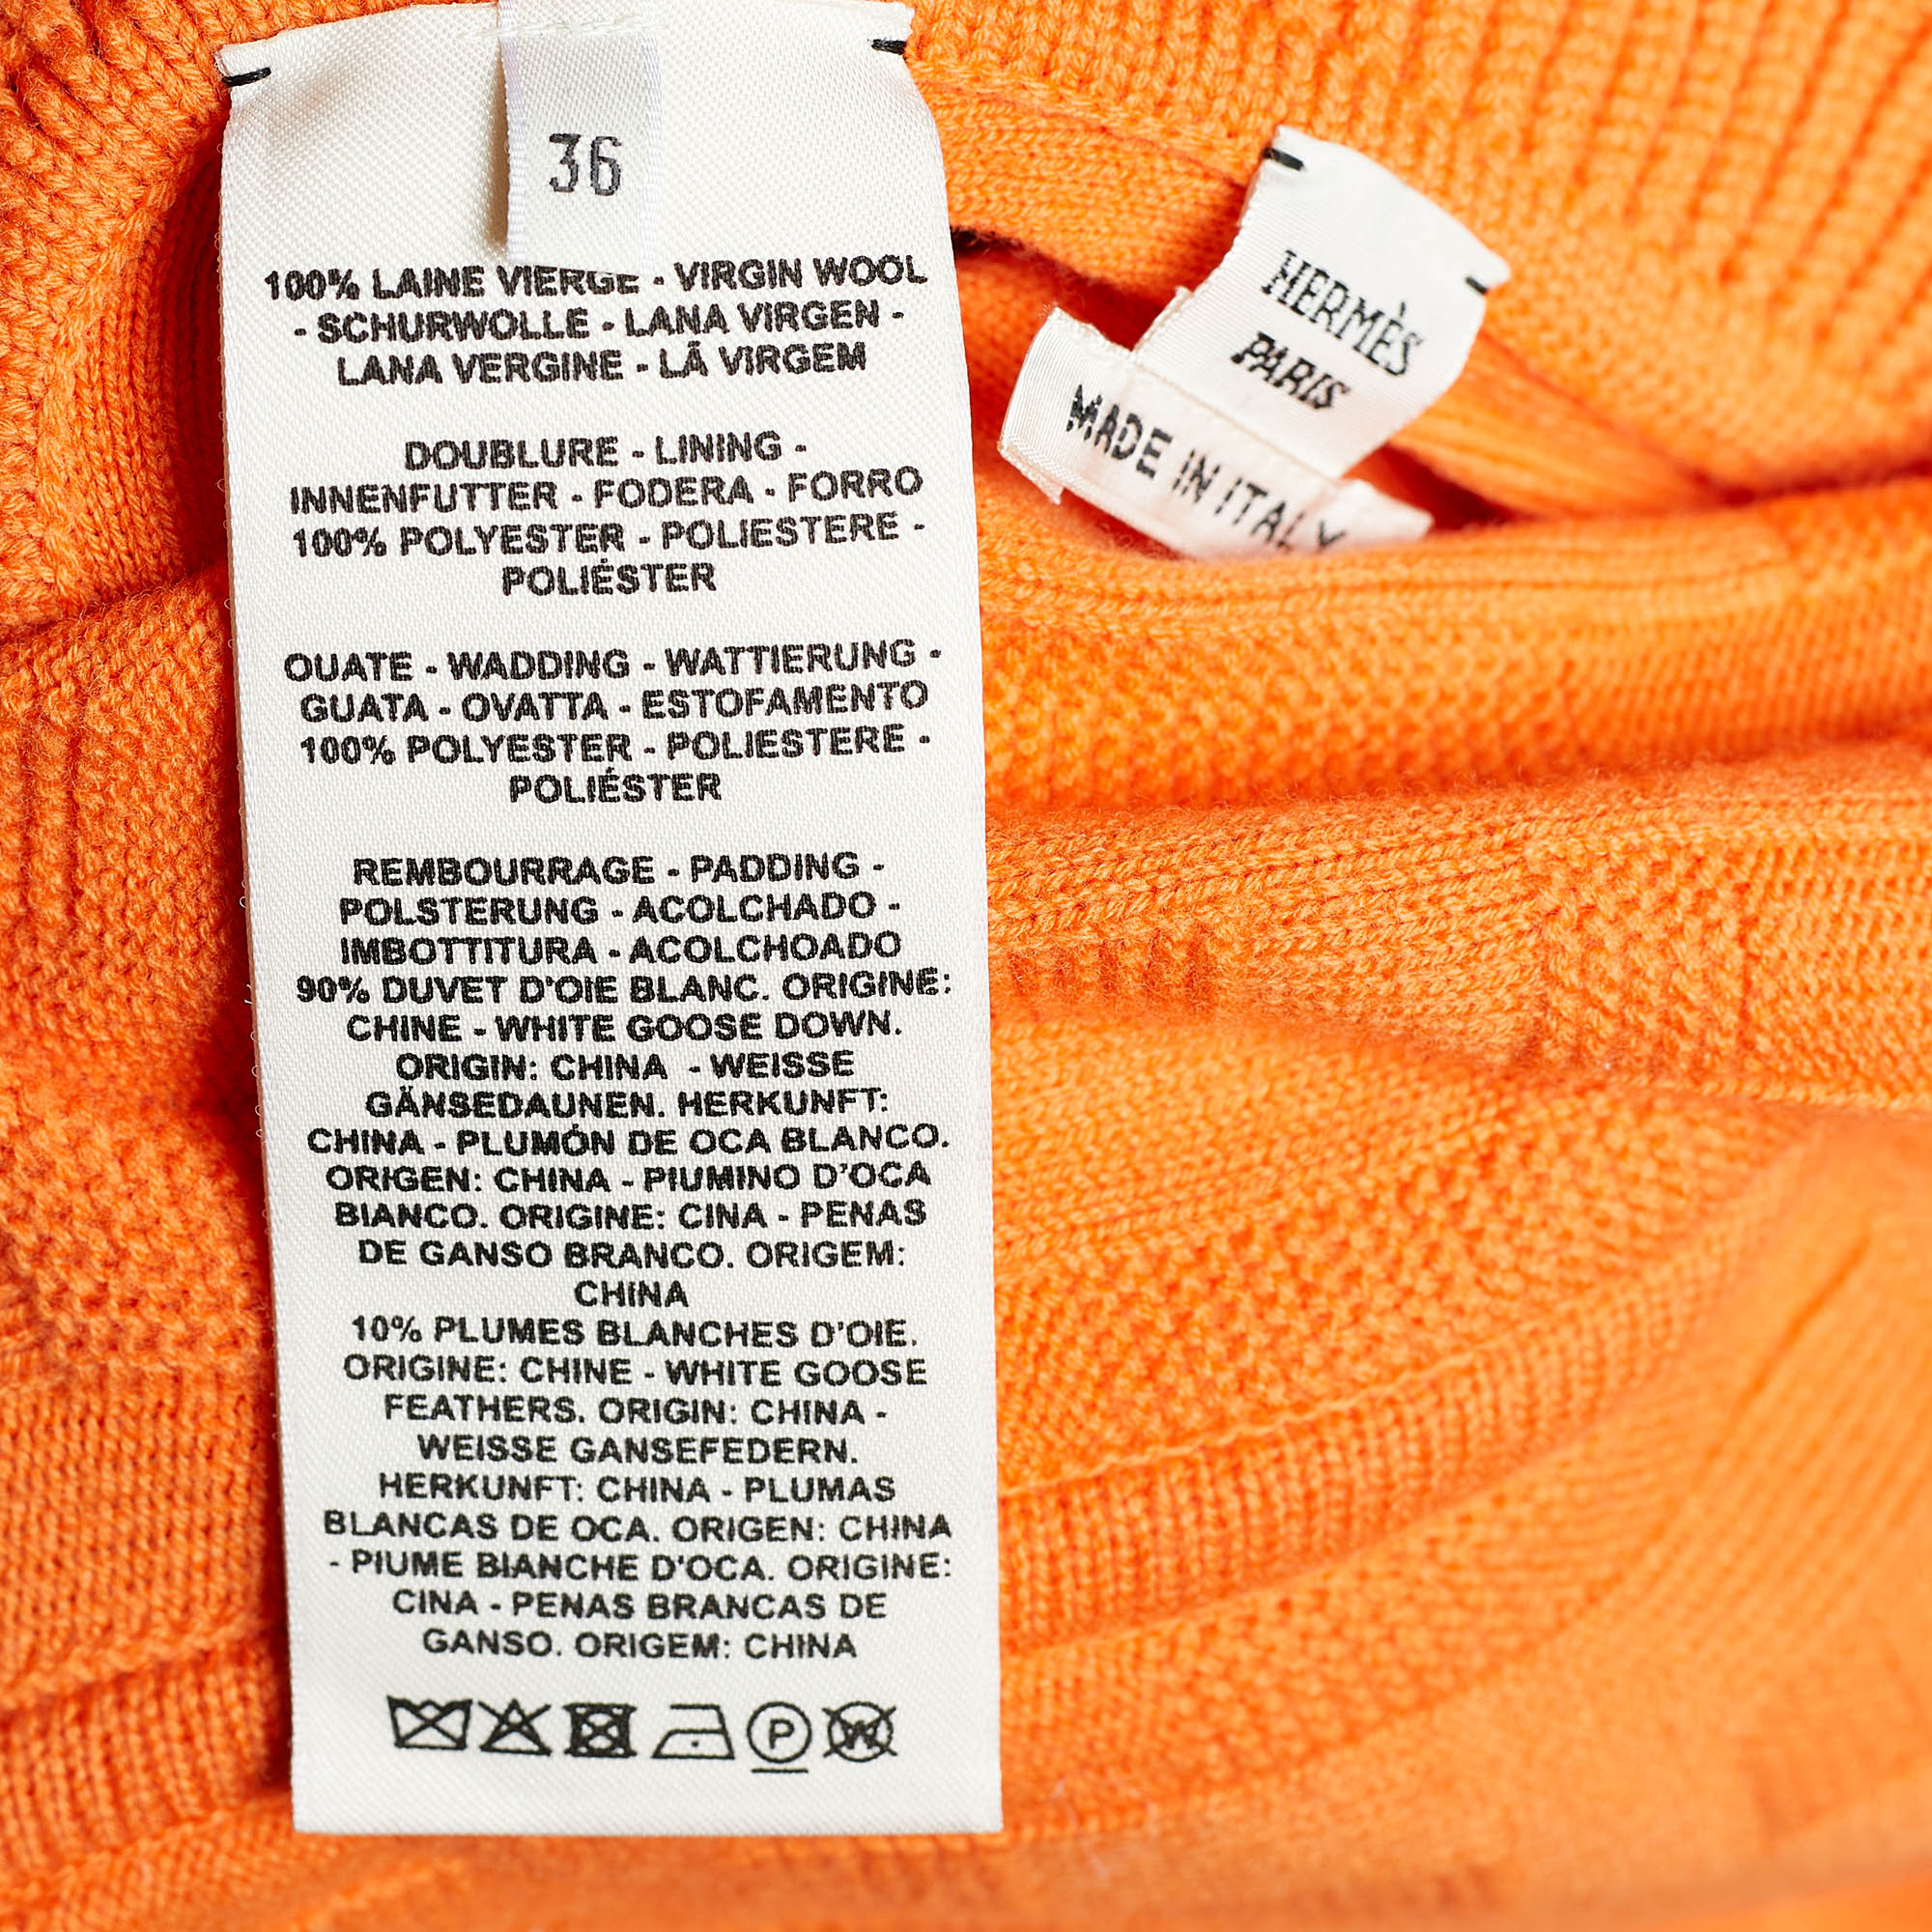 36
100% LAINE VIERGE - VIRGIN WOOL
- SCHURWOLLE - LANA VIRGEN -
LANA VERGINE - LÃ VIRGEM
DOUBLURE - LINING -
INNENFUTTER - FODERA - FORRO
100% POLYESTER - POLIESTERE -
POLIÉSTER
OUATE - WADDING - WATTIERUNG -
GUATA - OVATTA - ESTOFAMENTO
100% POLYESTER - POLIESTERE -
POLIÉSTER
REMBOURRAGE - PADDING -
POLSTERUNG - ACOLCHADO -
IMBOTTITURA - ACOLCHOADO
90% DUVET D'OIE BLANC. ORIGINE:
CHINE - WHITE GOOSE DOWN.
ORIGIN: CHINA - WEISSE
GÄNSEDAUNEN. HERKUNFT:
CHINA - PLUMÓN DE OCA BLANCO.
ORIGEN: CHINA - PIUMINO D'OCA
BIANCO. ORIGINE: CINA - PENAS
DE GANSO BRANCO. ORIGEM:
CHINA
10% PLUMES BLANCHES D'OIE.
ORIGINE: CHINE - WHITE GOOSE
FEATHERS. ORIGIN: CHINA -
WEISSE GANSEFEDERN.
HERKUNFT: CHINA - PLUMAS
BLANCAS DE OCA. ORIGEN: CHINA
- PIUME BIANCHE D'OCA. ORIGINE:
CINA - PENAS BRANCAS DE
GANSO. ORIGEM: CHINA
P W
HERMÈS
PARIS
MADE IN ITALY